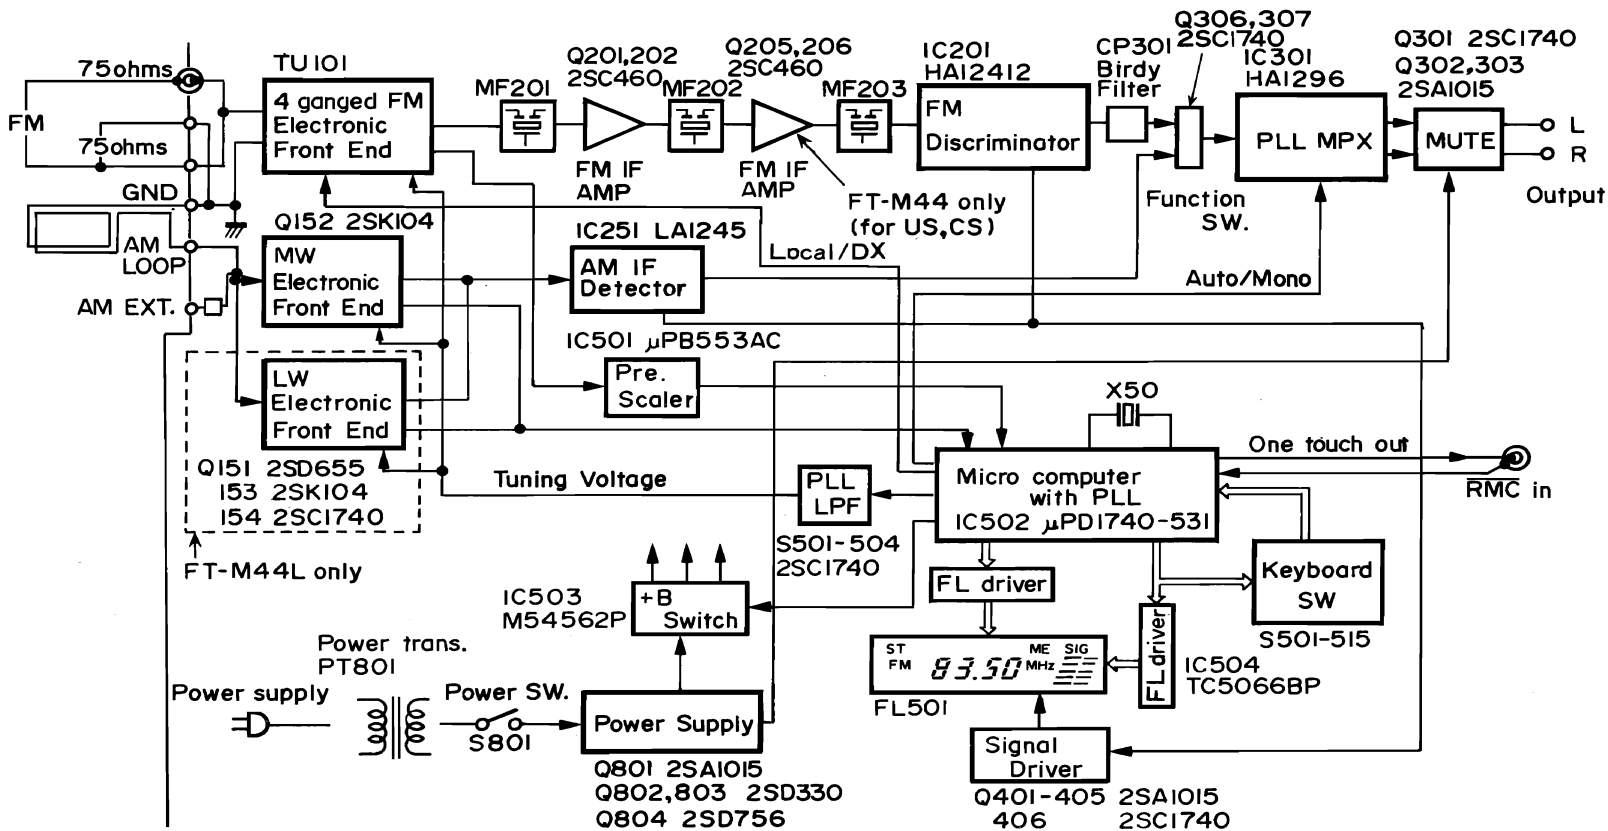 75ohms
FM
75ohms
GND
AM
LOOP
AM EXT.
TU101
4 ganged FM
Electronic
Front End
Q152 2SK104
MW
Electronic
Front End
LW
Electronic
Front End
Q151 2SD655
153 2SK104
154 2SC1740
FT-M44L only
MF201
Q201,202
2SC460
FM IF
AMP
MF202
Q205,206
2SC460
FM IF
AMP
FT-M44 only
(for US,CS)
MF203
IC201
HA12412
FM
Discriminator
CP301
Birdy
Filter
Q306,307
2SC1740
Function
SW.
IC301
HA1296
PLL MPX
Q301 2SC1740
Q302,303
2SA1015
MUTE
L
R
Output
IC251 LA1245
AM IF
Detector
Local/DX
Auto/Mono
IC501 μPB553AC
Pre.
Scaler
X50
Tuning Voltage
PLL
LPF
S501-504
2SC1740
Micro computer
with PLL
IC502 μPD1740-531
One touch out
RMC in
Keyboard
SW
S501-515
FL driver
FL driver
IC504
TC5066BP
ST
FM
83.50
MHz
ME
SIG
FL501
Signal
Driver
Q401-405 2SA1015
406 2SC1740
IC503
M54562P
+B
Switch
Power trans.
PT801
Power supply
Power SW.
S801
Power Supply
Q801 2SA1015
Q802,803 2SD330
Q804 2SD756